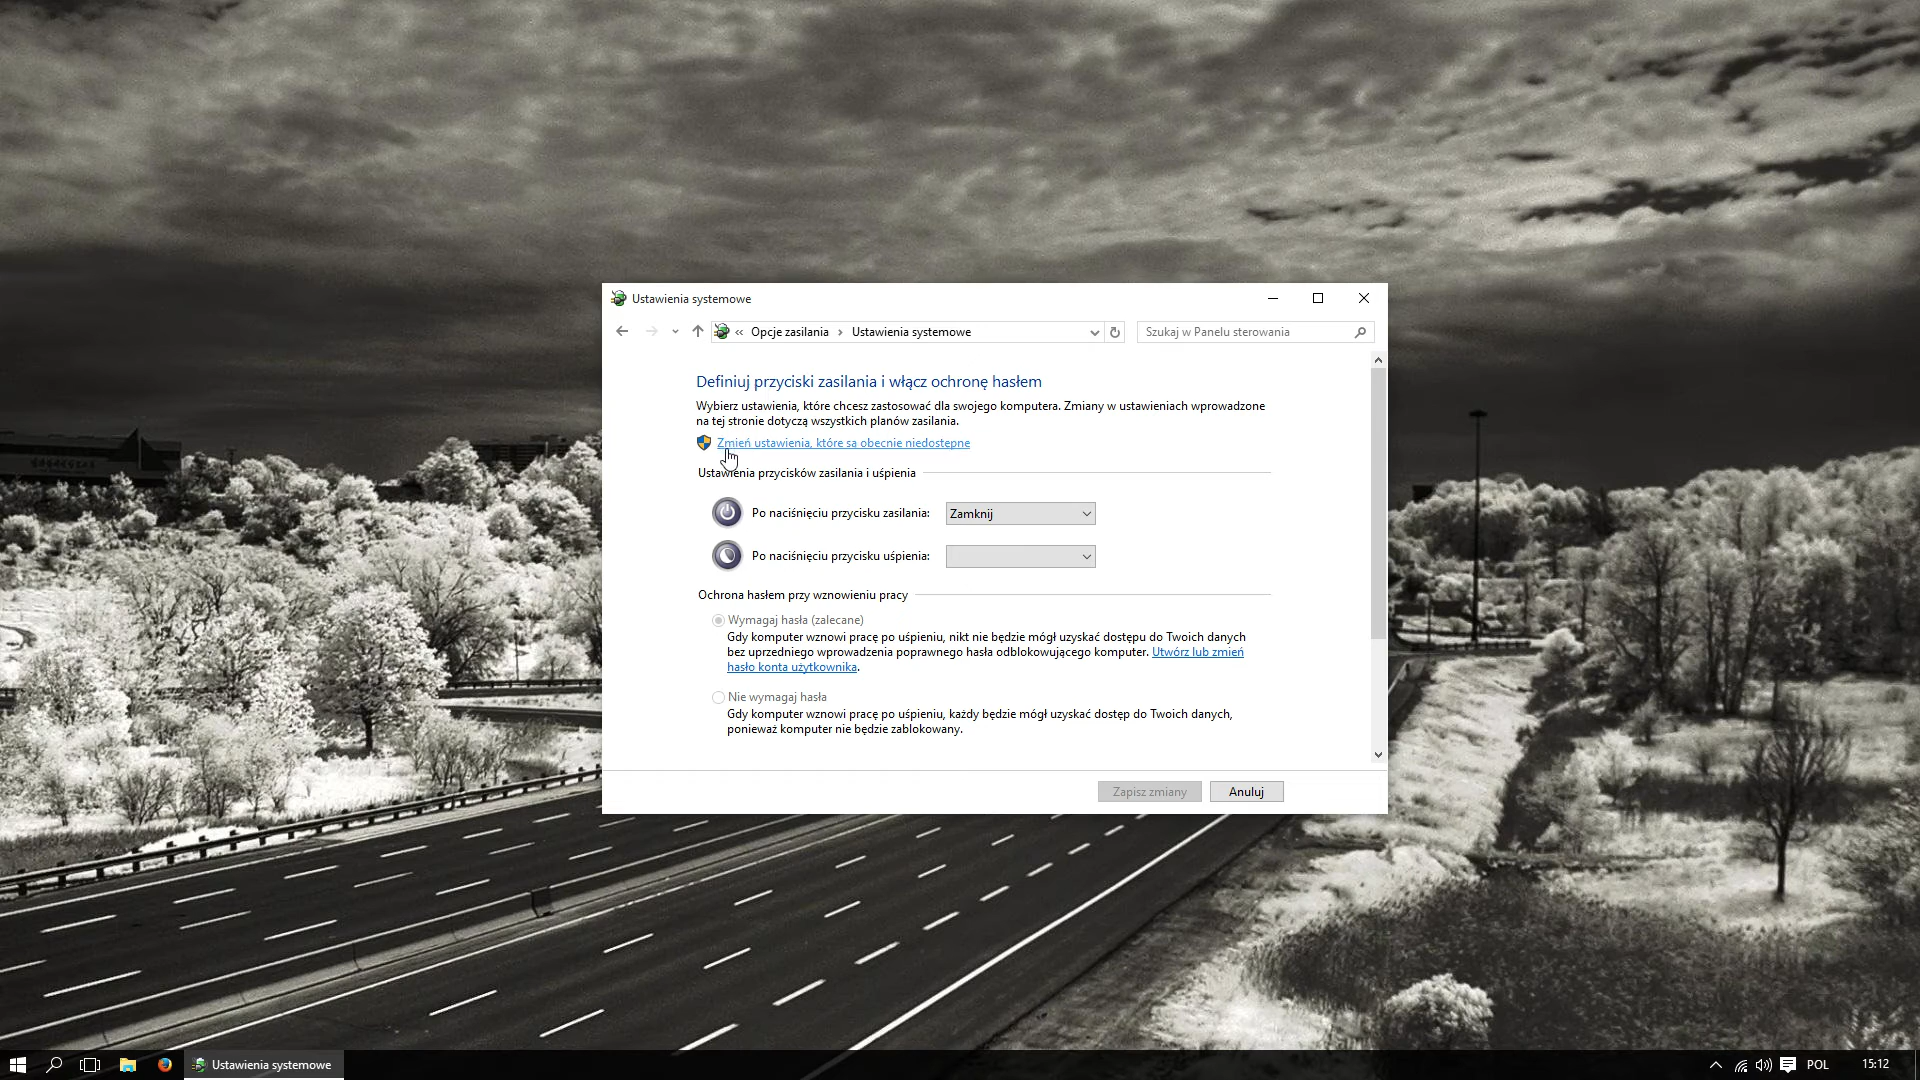 Ustawienia systemowe
« Opcje zasilania › Ustawienia systemowe
Szukaj w Panelu sterowania
Definiuj przyciski zasilania i włącz ochronę hasłem
Wybierz ustawienia, które chcesz zastosować dla swojego komputera. Zmiany w ustawieniach wprowadzone
na tej stronie dotyczą wszystkich planów zasilania.
Zmień ustawienia, które są obecnie niedostępne
Ustawienia przycisków zasilania i uśpienia
Po naciśnięciu przycisku zasilania: Zamknij
Po naciśnięciu przycisku uśpienia:
Ochrona hasłem przy wznowieniu pracy
Wymagaj hasła (zalecane)
Gdy komputer wznowi pracę po uśpieniu, nikt nie będzie mógł uzyskać dostępu do Twoich danych
bez uprzedniego wprowadzenia poprawnego hasła odblokowującego komputer. Utwórz lub zmień
hasło konta użytkownika.
Nie wymagaj hasła
Gdy komputer wznowi pracę po uśpieniu, każdy będzie mógł uzyskać dostęp do Twoich danych,
ponieważ komputer nie będzie zablokowany.
Zapisz zmiany
Anuluj
Ustawienia systemowe
POL
15:12